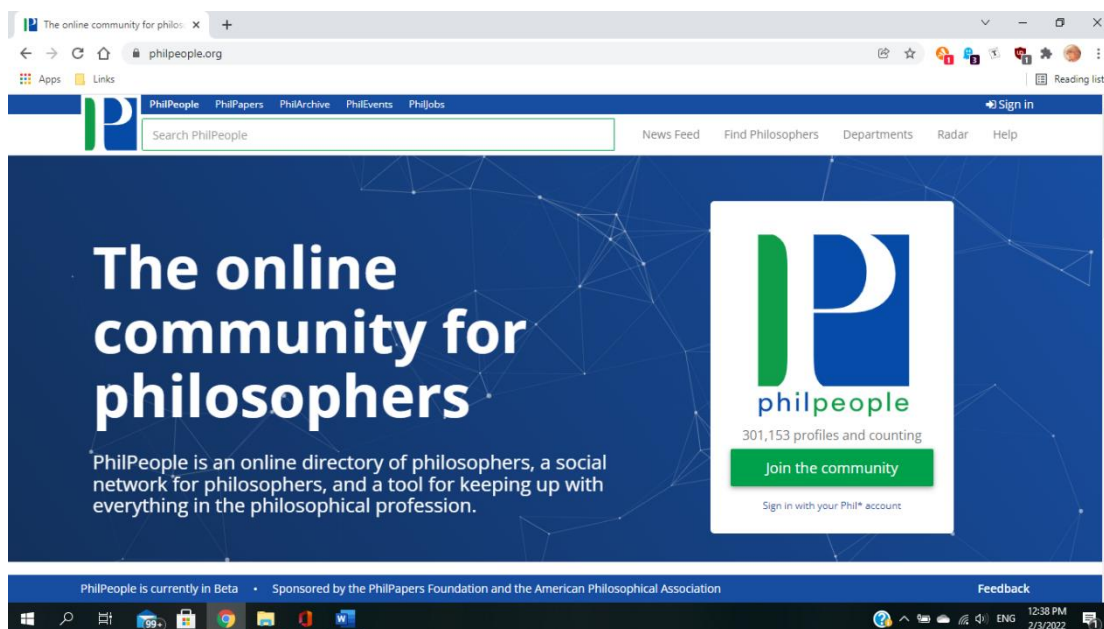 The online community for philos
philpeople.org
Apps Links
Reading list
PhilPeople PhilPapers PhilArchive PhilEvents PhilJobs
Sign in
Search PhilPeople
News Feed Find Philosophers Departments Radar Help
The online
community for
philosophers
PhilPeople is an online directory of philosophers, a social
network for philosophers, and a tool for keeping up with
everything in the philosophical profession.
philpeople
301,153 profiles and counting
Join the community
Sign in with your Phil* account
PhilPeople is currently in Beta • Sponsored by the PhilPapers Foundation and the American Philosophical Association
Feedback
99+
ENG
12:38 PM
2/3/2022